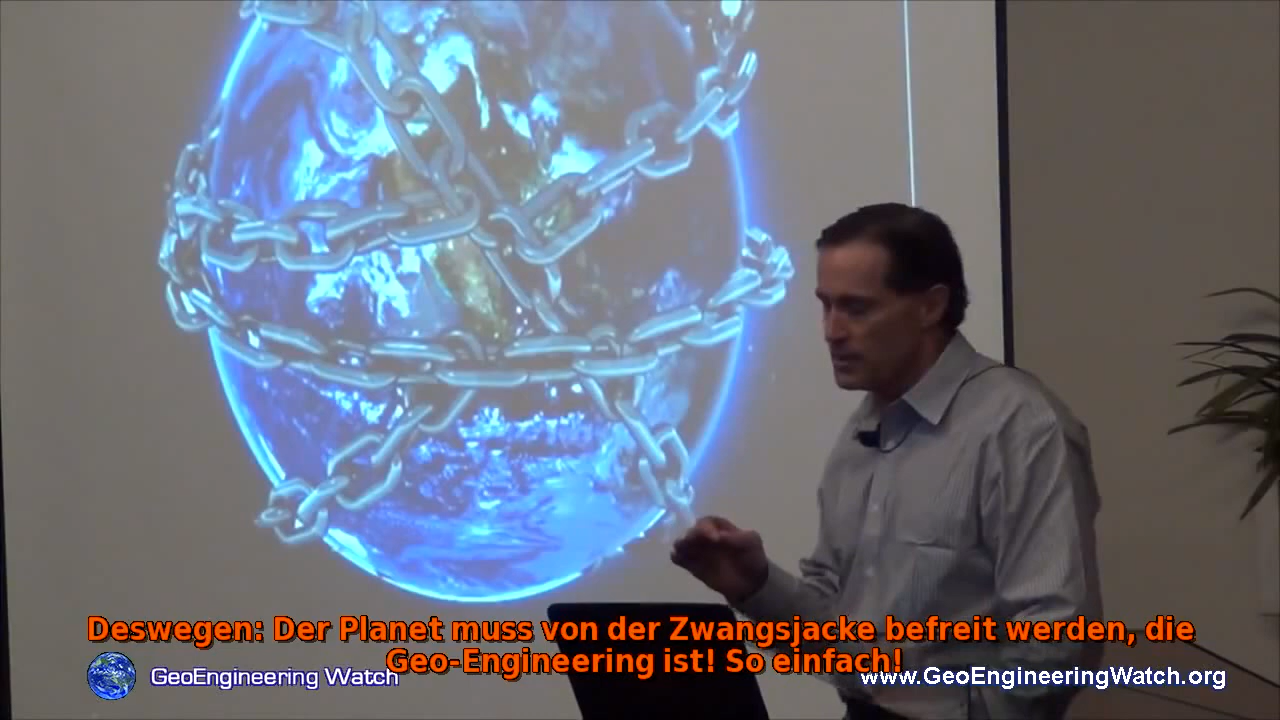 Deswegen: Der Planet muss von der Zwangsjacke befreit werden, die
Geo-Engineering ist! So einfach!
GeoEngineering Watch
www.GeoEngineeringWatch.org